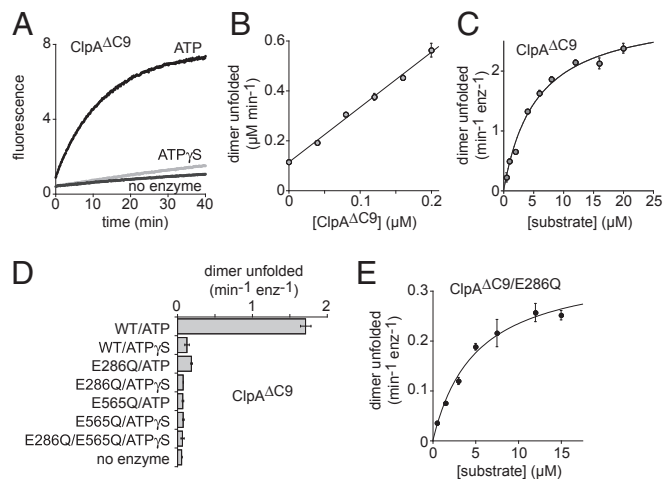 A
ClpAΔC9
ATP
ATPγS
no enzyme
fluorescence
8
4
0
0 10 20 30 40
time (min)
B
dimer unfolded
(μM min-1)
0.6
0.4
0.2
0
0 0.1 0.2
[ClpAΔC9] (μM)
C
ClpAΔC9
dimer unfolded
(min-1 enz-1)
2
1
0
0 5 10 15 20 25
[substrate] (μM)
D
dimer unfolded
(min-1 enz-1)
0 1 2
WT/ATP
WT/ATPγS
E286Q/ATP
E286Q/ATPγS
E565Q/ATP
E565Q/ATPγS
E286Q/E565Q/ATPγS
no enzyme
ClpAΔC9
E
ClpAΔC9/E286Q
dimer unfolded
(min-1 enz-1)
0.3
0.2
0.1
0
0 5 10 15
[substrate] (μM)